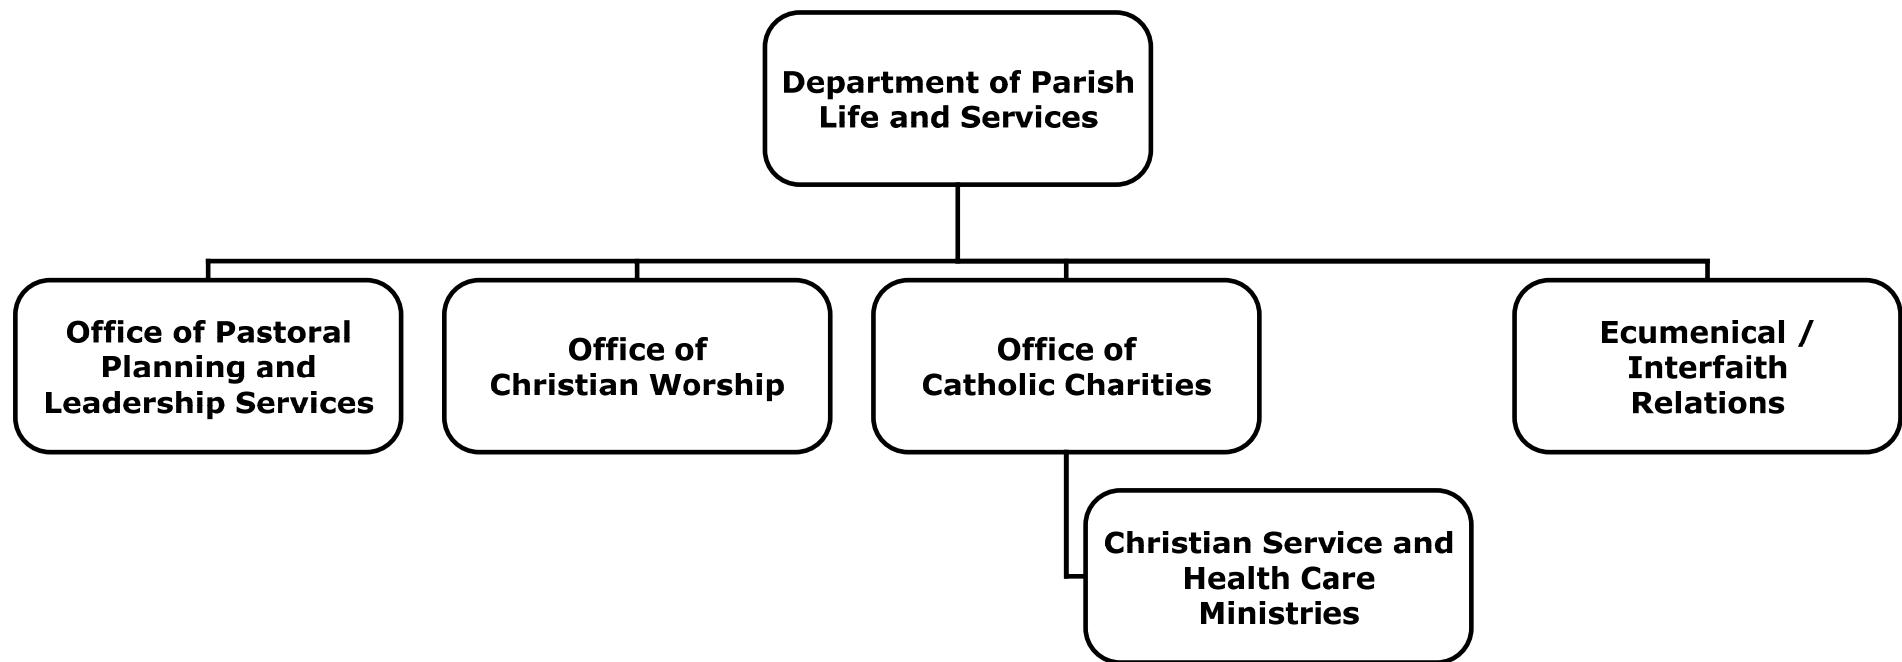 Department of Parish
Life and Services
Office of Pastoral
Planning and
Leadership Services
Office of
Christian Worship
Office of
Catholic Charities
Ecumenical /
Interfaith
Relations
Christian Service and
Health Care
Ministries